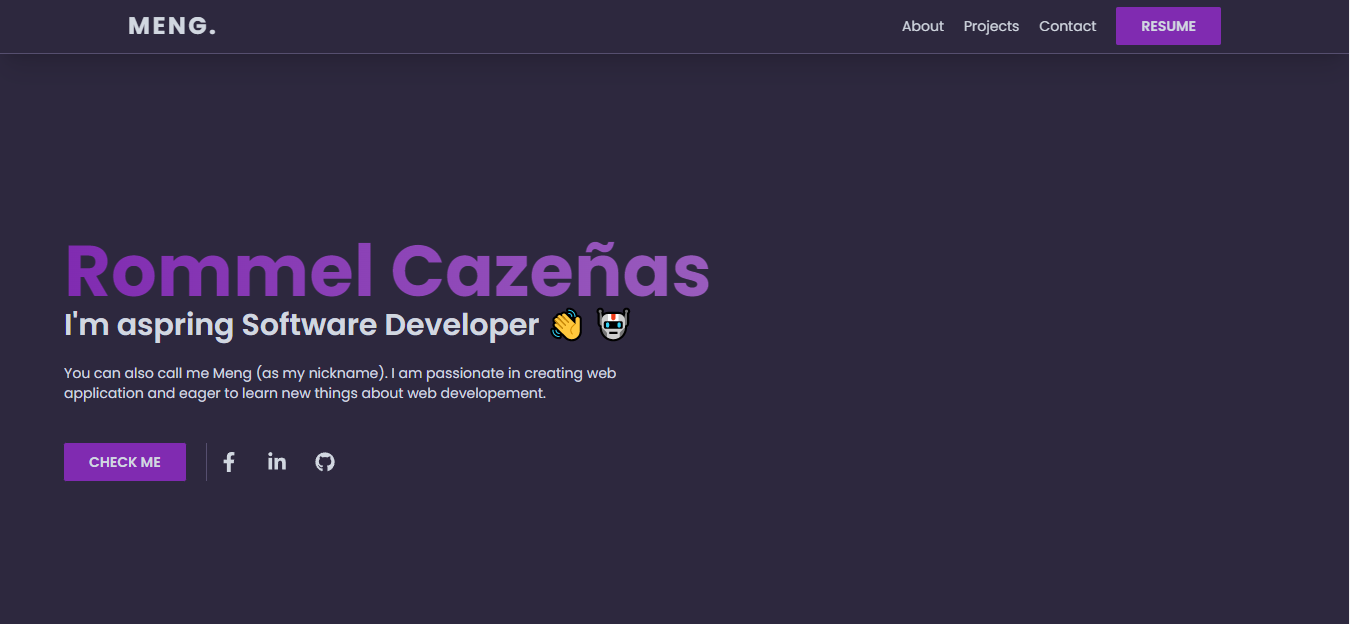 MENG.
About Projects Contact RESUME
Rommel Cazeñas
I'm aspring Software Developer 👋 🤖
You can also call me Meng (as my nickname). I am passionate in creating web
application and eager to learn new things about web developement.
CHECK ME